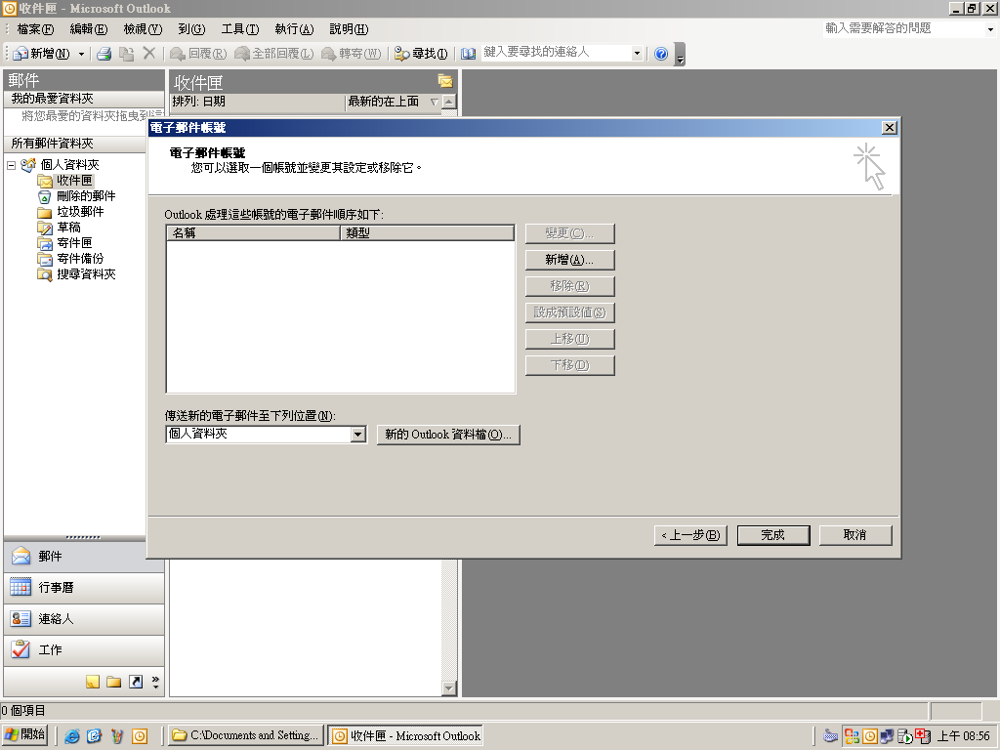 收件匣 - Microsoft Outlook
檔案(F) 編輯(E) 檢視(V) 到(G) 工具(T) 執行(A) 說明(H) 輸入需要解答的問題
新增(N) 回覆(R) 全部回覆(L) 轉寄(W) 尋找(I) 鍵入要尋找的連絡人
郵件
收件匣
我的最愛資料夾
排列: 日期 最新的在上面
將您最愛的資料夾拖曳到這
所有郵件資料夾
個人資料夾
收件匣
刪除的郵件
垃圾郵件
草稿
寄件匣
寄件備份
搜尋資料夾
電子郵件帳號
電子郵件帳號
您可以選取一個帳號並變更其設定或移除它。
Outlook 處理這些帳號的電子郵件順序如下:
名稱 類型
變更(C)...
新增(A)...
移除(R)
設成預設值(S)
上移(U)
下移(D)
傳送新的電子郵件至下列位置(N):
個人資料夾 新的 Outlook 資料檔(O)...
< 上一步(B) 完成 取消
郵件
行事曆
連絡人
工作
0 個項目
開始 C:\Documents and Setting... 收件匣 - Microsoft Outlook 上午 08:56